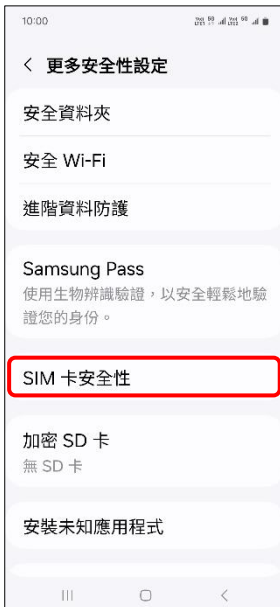 10:00
5G 5G
更多安全性設定
安全資料夾
安全 Wi-Fi
進階資料防護
Samsung Pass
使用生物辨識驗證，以安全輕鬆地驗
證您的身份。
SIM 卡安全性
加密 SD 卡
無 SD 卡
安裝未知應用程式